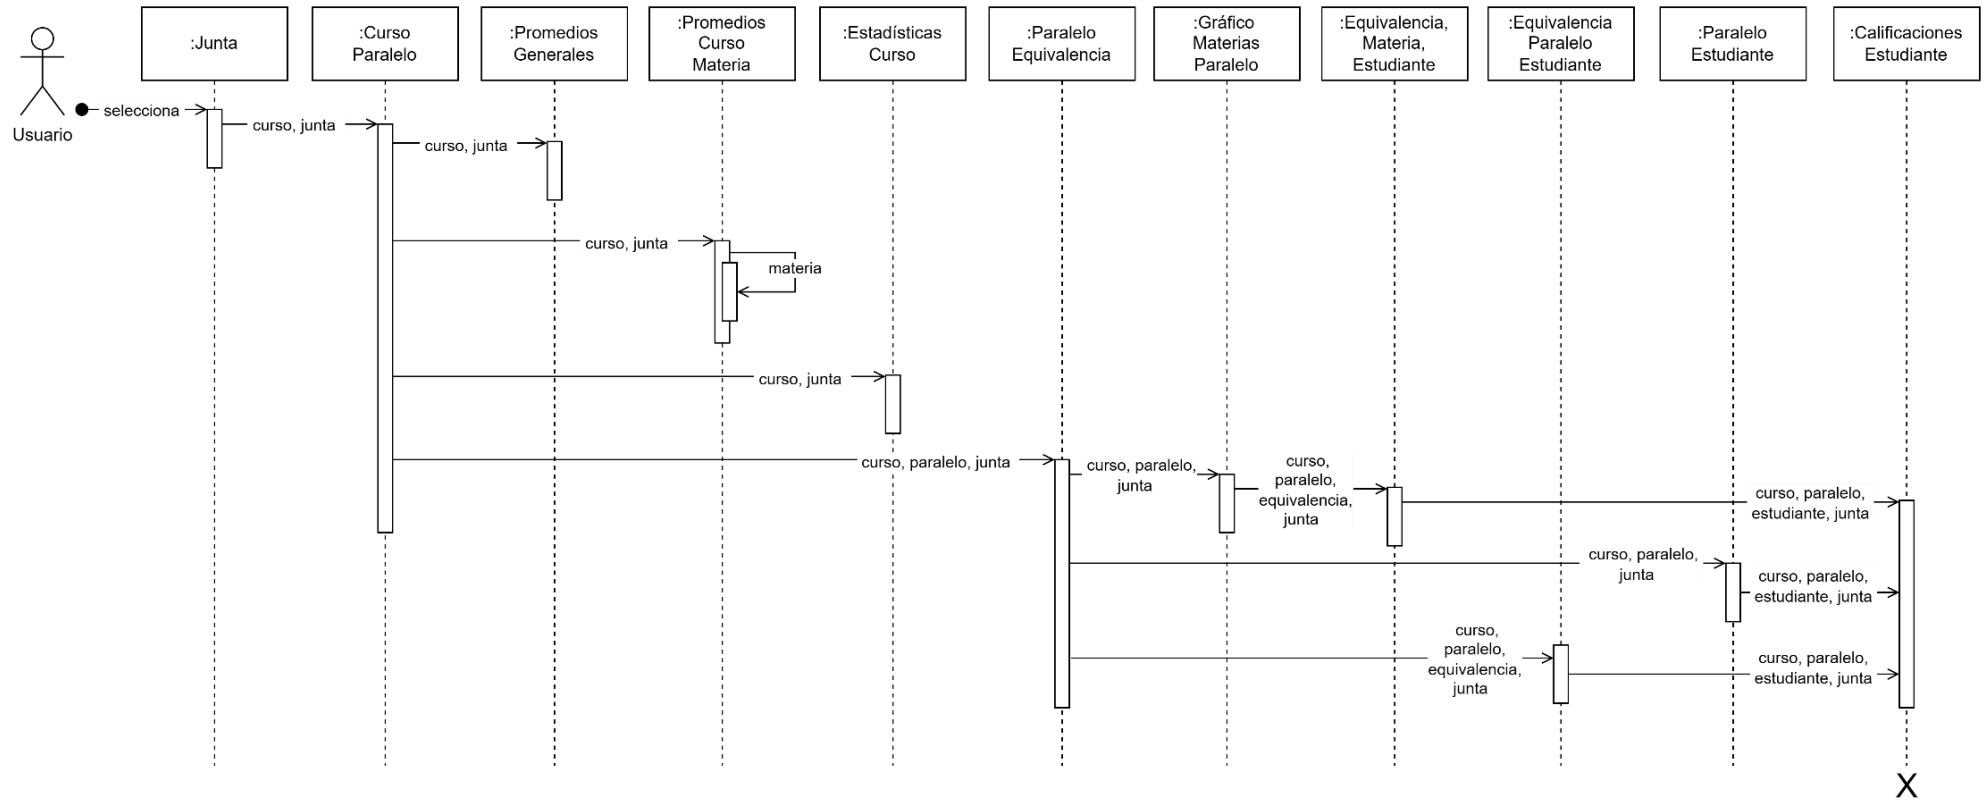 :Junta
:Curso
Paralelo
:Promedios
Generales
:Promedios
Curso
Materia
:Estadísticas
Curso
:Paralelo
Equivalencia
:Gráfico
Materias
Paralelo
:Equivalencia,
Materia,
Estudiante
:Equivalencia
Paralelo
Estudiante
:Paralelo
Estudiante
:Calificaciones
Estudiante
Usuario
selecciona
curso, junta
curso, junta
curso, junta
materia
curso, junta
curso, paralelo, junta
curso, paralelo,
junta
curso,
paralelo,
equivalencia,
junta
curso, paralelo,
estudiante, junta
curso, paralelo,
junta
curso, paralelo,
estudiante, junta
curso,
paralelo,
equivalencia,
junta
curso, paralelo,
estudiante, junta
X